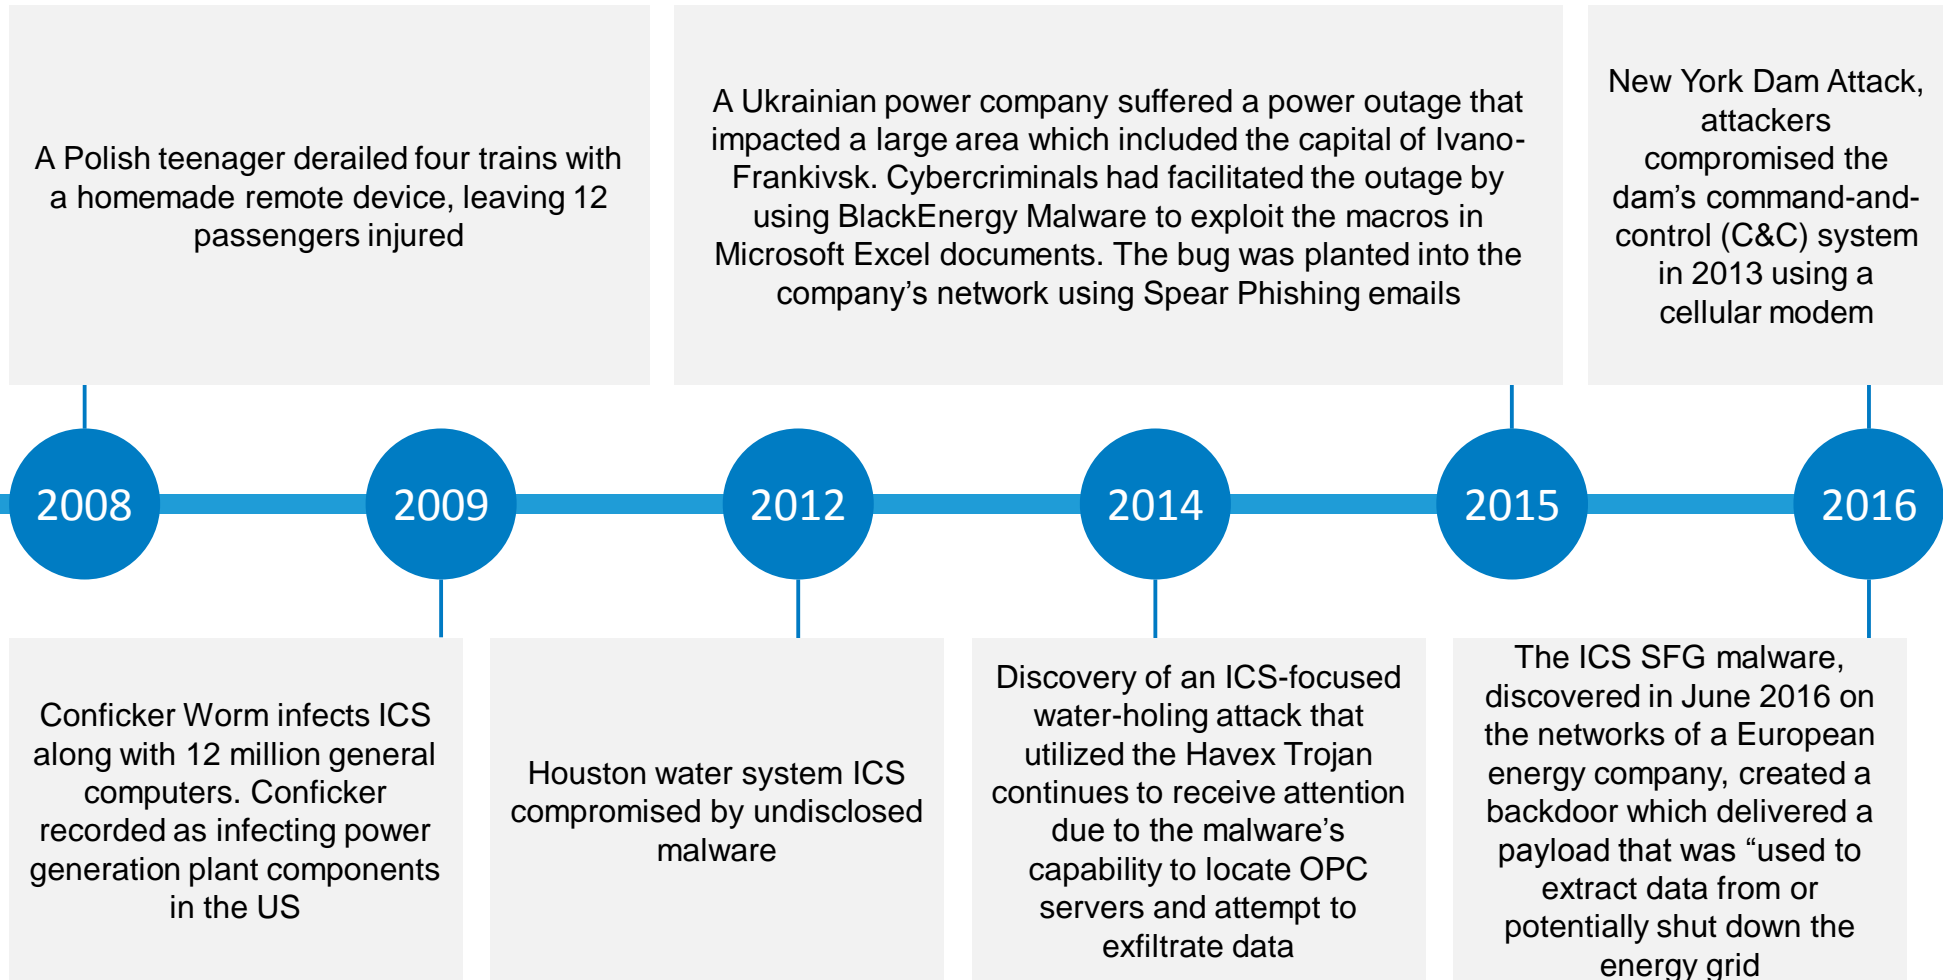 A Polish teenager derailed four trains with
a homemade remote device, leaving 12
passengers injured
A Ukrainian power company suffered a power outage that
impacted a large area which included the capital of Ivano-
Frankivsk. Cybercriminals had facilitated the outage by
using BlackEnergy Malware to exploit the macros in
Microsoft Excel documents. The bug was planted into the
company’s network using Spear Phishing emails
New York Dam Attack,
attackers
compromised the
dam’s command-and-
control (C&C) system
in 2013 using a
cellular modem
2008
2009
2012
2014
2015
2016
Conficker Worm infects ICS
along with 12 million general
computers. Conficker
recorded as infecting power
generation plant components
in the US
Houston water system ICS
compromised by undisclosed
malware
Discovery of an ICS-focused
water-holing attack that
utilized the Havex Trojan
continues to receive attention
due to the malware’s
capability to locate OPC
servers and attempt to
exfiltrate data
The ICS SFG malware,
discovered in June 2016 on
the networks of a European
energy company, created a
backdoor which delivered a
payload that was “used to
extract data from or
potentially shut down the
energy grid